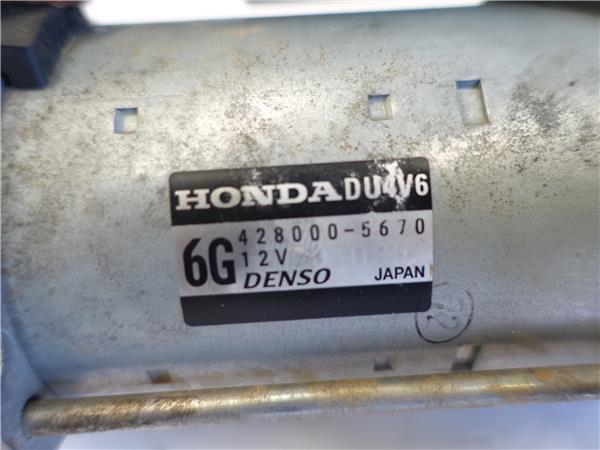 HONDA DU4V6
6G 428000-5670
12V
DENSO JAPAN